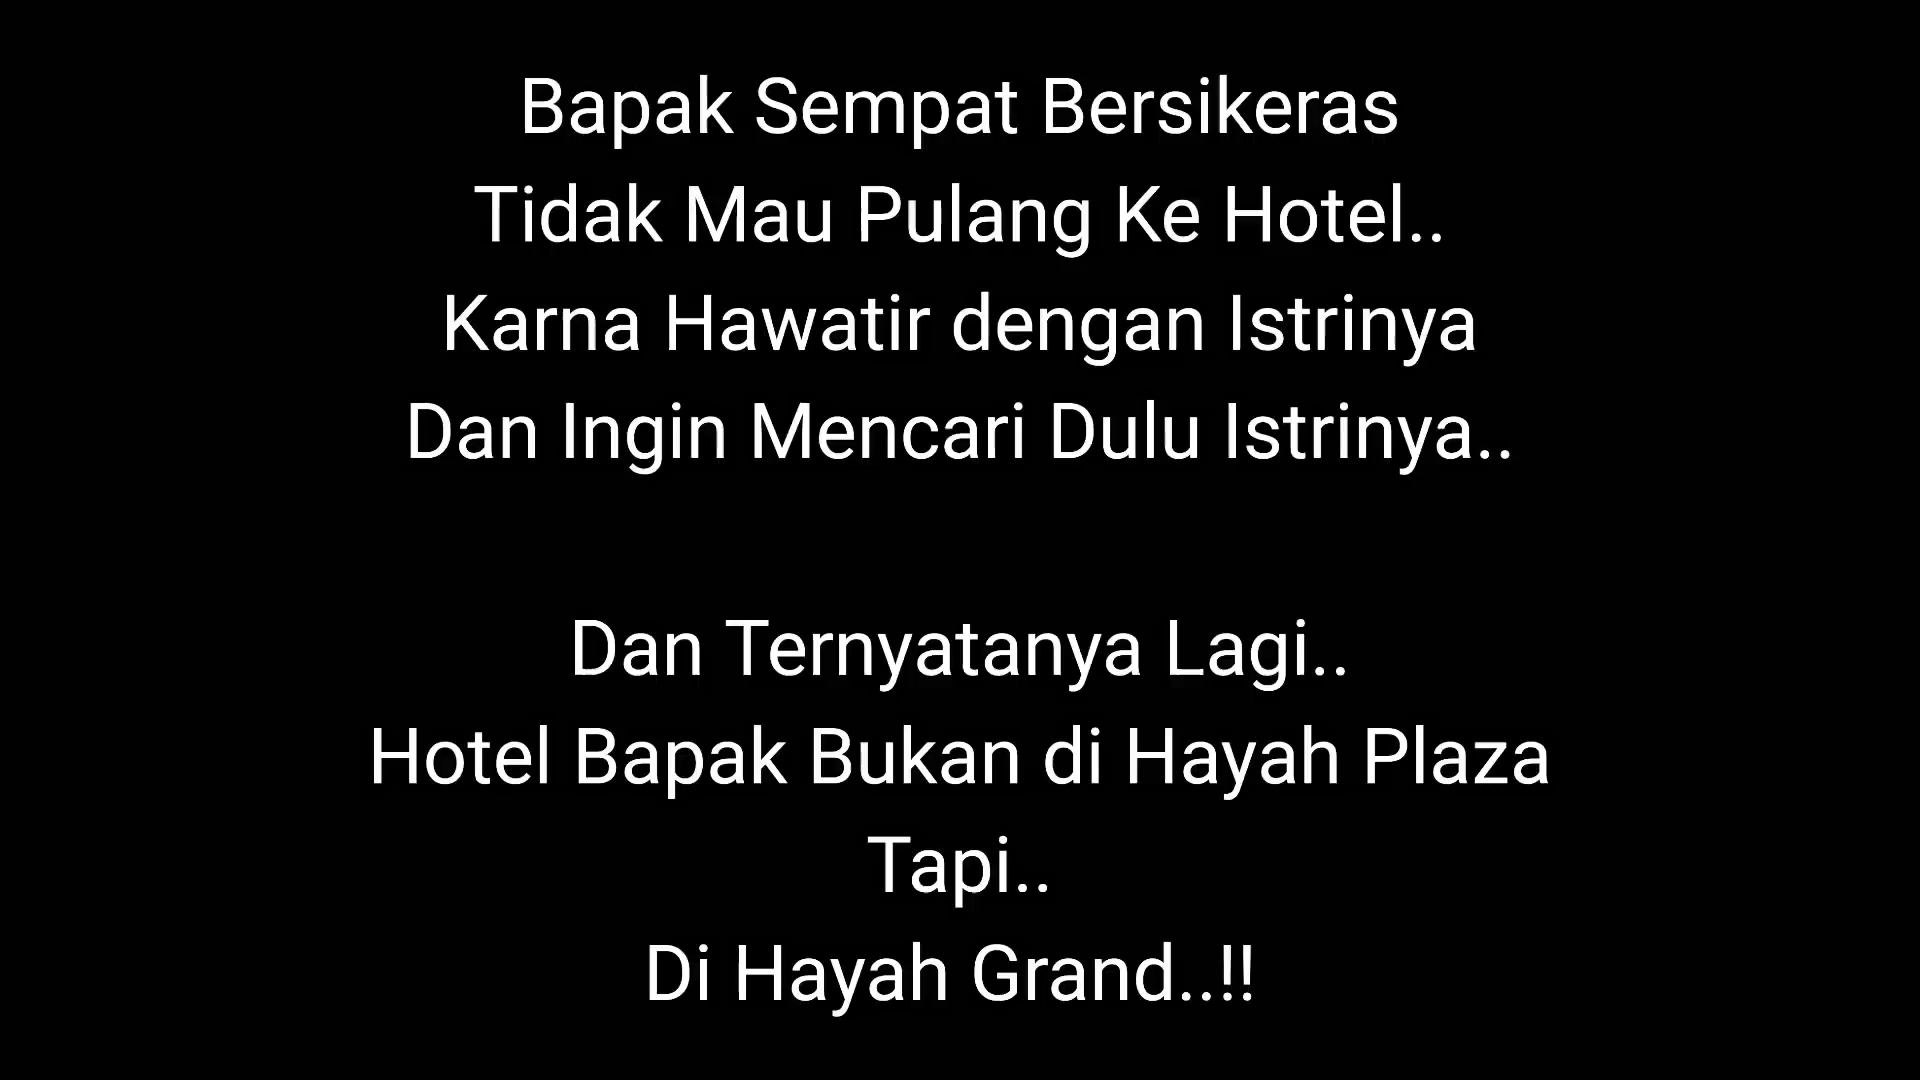 Bapak Sempat Bersikeras
Tidak Mau Pulang Ke Hotel..
Karna Hawatir dengan Istrinya
Dan Ingin Mencari Dulu Istrinya..
Dan Ternyatanya Lagi..
Hotel Bapak Bukan di Hayah Plaza
Tapi..
Di Hayah Grand..!!